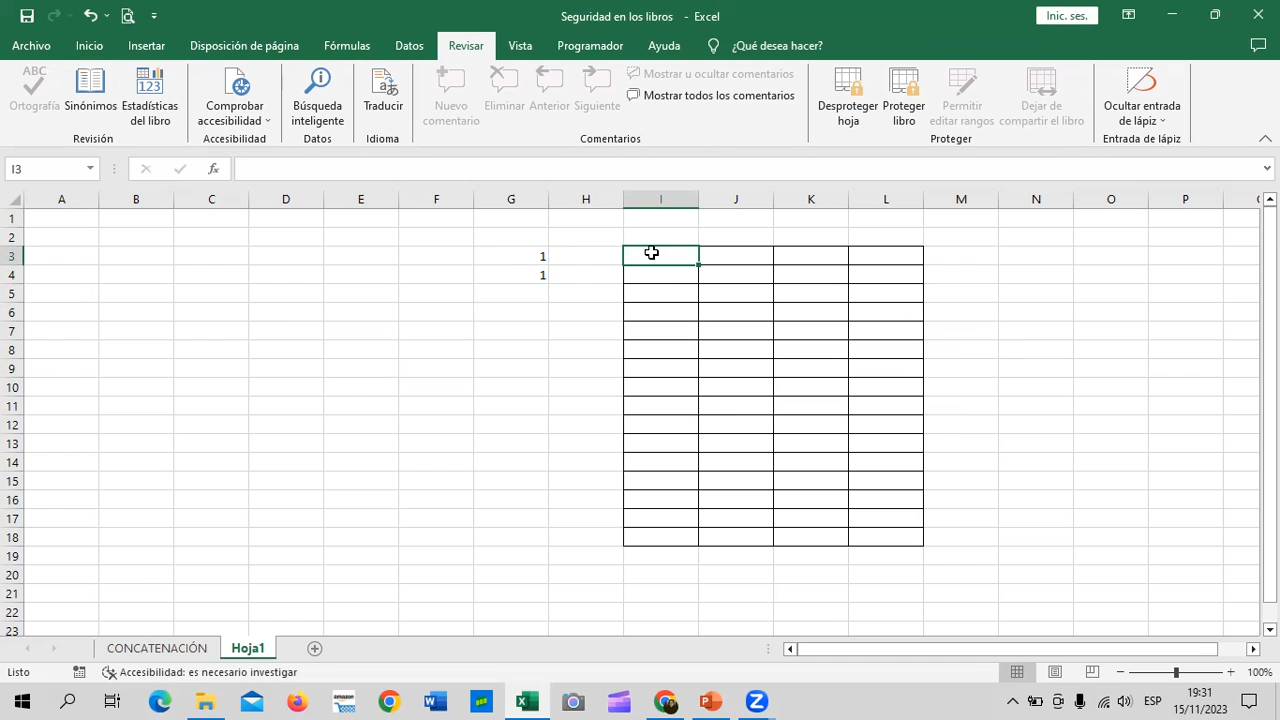 Seguridad en los libros - Excel
Inic. ses.
Archivo Inicio Insertar Disposición de página Fórmulas Datos Revisar Vista Programador Ayuda ¿Qué desea hacer?
ABC
Ortografía
Sinónimos
123
Estadísticas
del libro
Revisión
Comprobar
accesibilidad
Accesibilidad
Búsqueda
inteligente
Datos
Traducir
Idioma
Nuevo
comentario
Eliminar
Anterior
Siguiente
Mostrar u ocultar comentarios
Mostrar todos los comentarios
Comentarios
Desproteger
hoja
Proteger
libro
Permitir
editar rangos
Dejar de
compartir el libro
Proteger
Ocultar entrada
de lápiz
Entrada de lápiz
I3 fx
A B C D E F G H I J K L M N O P
1
2
3 1
4 1
5
6
7
8
9
10
11
12
13
14
15
16
17
18
19
20
21
22
23
CONCATENACIÓN Hoja1
Listo Accesibilidad: es necesario investigar 100%
amazon
ESP
19:31
15/11/2023